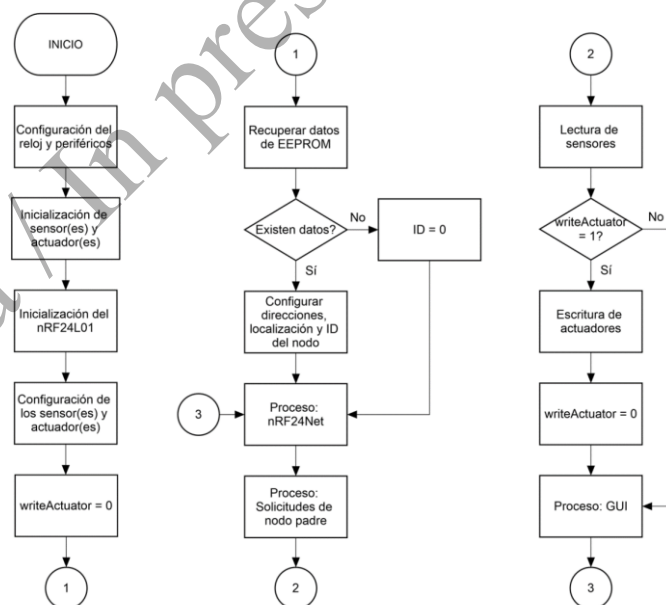 INICIO
Configuración del
reloj y periféricos
Inicialización de
sensor(es) y
actuador(es)
Inicialización del
nRF24L01
Configuración de
los sensor(es) y
actuador(es)
writeActuator = 0
1
1
Recuperar datos
de EEPROM
Existen datos?
No
ID = 0
Sí
Configurar
direcciones,
localización y ID
del nodo
3
Proceso:
nRF24Net
Proceso:
Solicitudes de
nodo padre
2
2
Lectura de
sensores
writeActuator
= 1?
No
Sí
Escritura de
actuadores
writeActuator = 0
Proceso: GUI
3
/ In pres